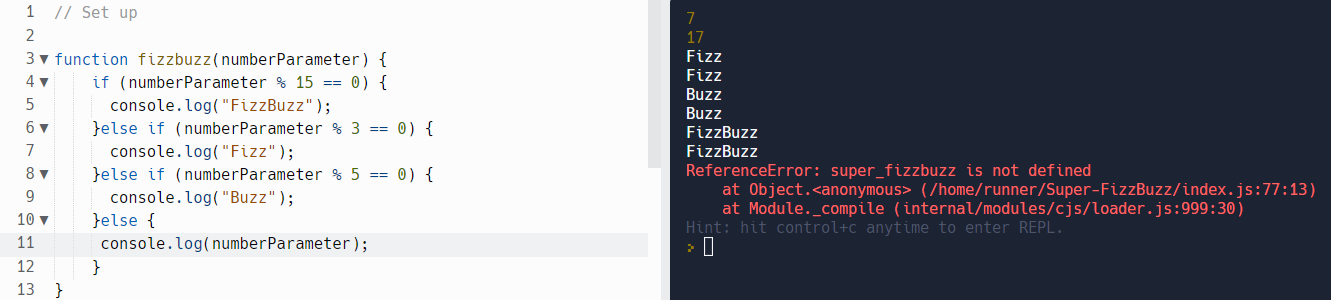 1 // Set up
2
3 ▼ function fizzbuzz(numberParameter) {
4 ▼     if (numberParameter % 15 == 0) {
5       console.log("FizzBuzz");
6 ▼     }else if (numberParameter % 3 == 0) {
7       console.log("Fizz");
8 ▼     }else if (numberParameter % 5 == 0) {
9       console.log("Buzz");
10 ▼     }else {
11      console.log(numberParameter);
12     }
13 }
7
17
Fizz
Fizz
Buzz
Buzz
FizzBuzz
FizzBuzz
ReferenceError: super_fizzbuzz is not defined
    at Object.<anonymous> (/home/runner/Super-FizzBuzz/index.js:77:13)
    at Module._compile (internal/modules/cjs/loader.js:999:30)
Hint: hit control+c anytime to enter REPL.
>